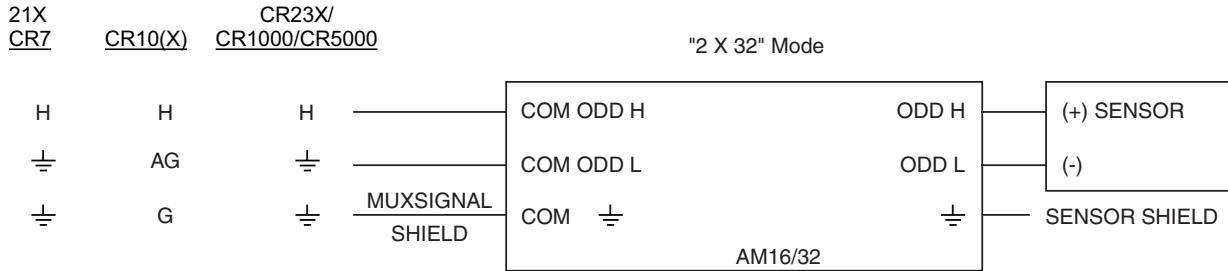 21X CR23X/
CR7 CR10(X) CR1000/CR5000
"2 X 32" Mode
H H H COM ODD H ODD H (+) SENSOR
AG COM ODD L ODD L (-)
G MUXSIGNAL SHIELD COM SENSOR SHIELD
AM16/32